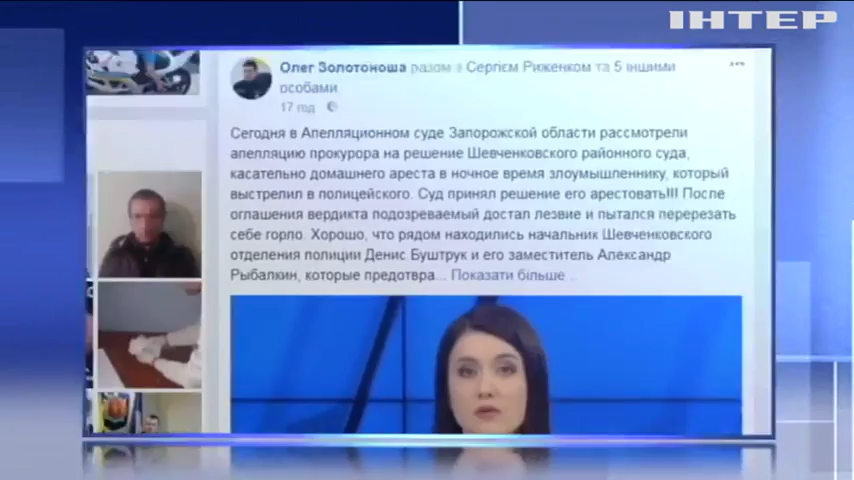 ІНТЕР
Олег Золотоноша разом з Сергієм Риженком та 5 іншими
особами
17 год
Сегодня в Апелляционном суде Запорожской области рассмотрели
апелляцию прокурора на решение Шевченковского районного суда,
касательно домашнего ареста в ночное время злоумышленнику, который
выстрелил в полицейского. Суд принял решение его арестовать!!! После
оглашения вердикта подозреваемый достал лезвие и пытался перерезать
себе горло. Хорошо, что рядом находились начальник Шевченковского
отделения полиции Денис Буштрук и его заместитель Александр
Рыбалкин, которые предотвра... Показати більше...